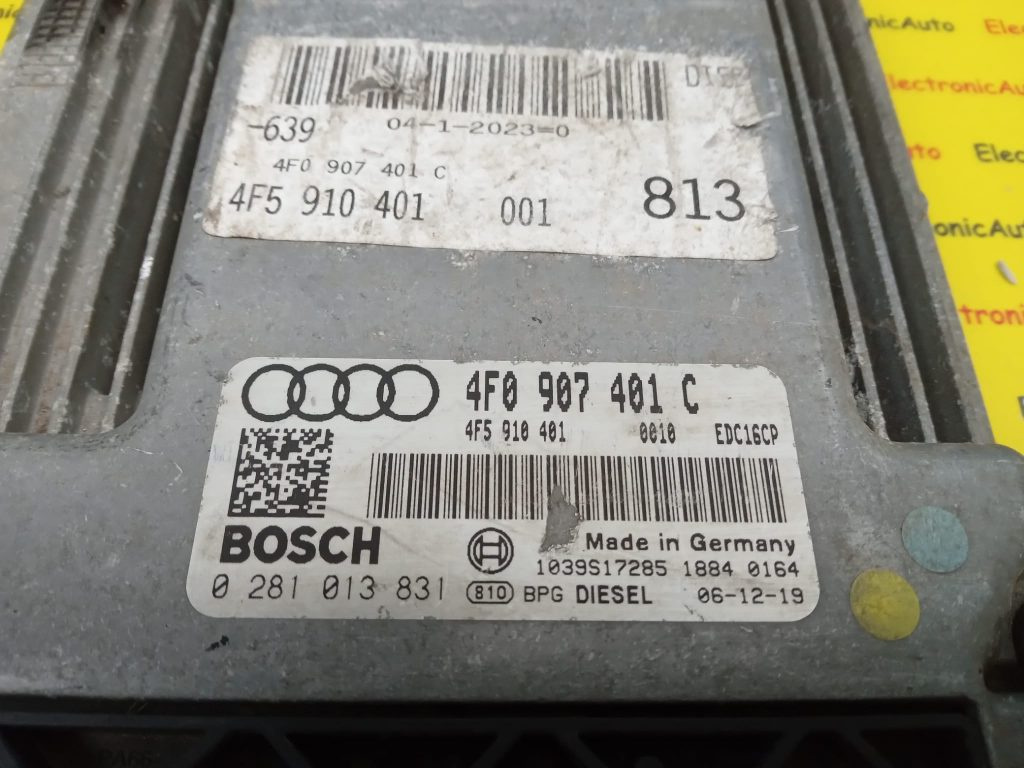 -639
04-1-2023=0
4F0 907 401 C
4F5 910 401 001 813
4F0 907 401 C
4F5 910 401 0010 EDC16CP
BOSCH
Made in Germany
1039S17285 1884 0164
0 281 013 831 810 BPG DIESEL 06-12-19
ElectronicAuto